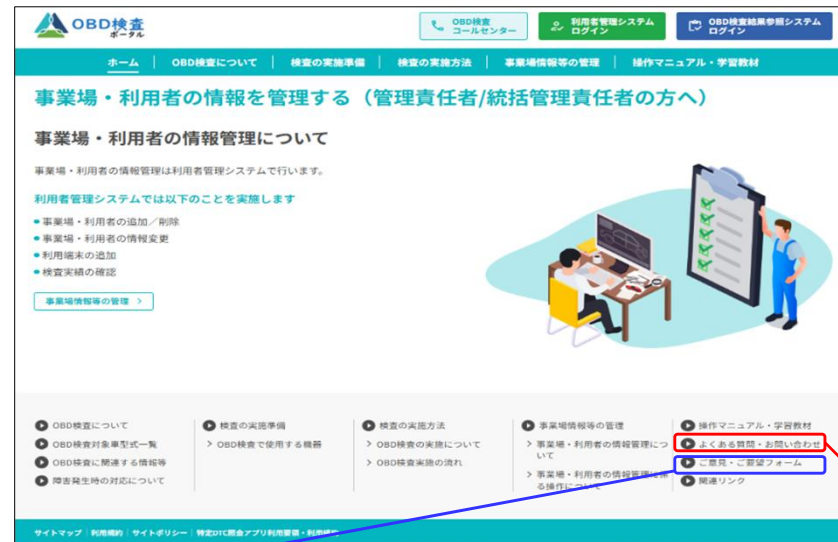 OBD検査
ポータル
OBD検査
コールセンター
利用者管理システム
ログイン
OBD検査結果参照システム
ログイン
ホーム
OBD検査について
検査の実施準備
検査の実施方法
事業場情報等の管理
操作マニュアル・学習教材
事業場・利用者の情報を管理する（管理責任者/統括管理責任者の方へ）
事業場・利用者の情報管理について
事業場・利用者の情報管理は利用者管理システムで行います。
利用者管理システムでは以下のことを実施します
事業場・利用者の追加／削除
事業場・利用者の情報変更
利用端末の追加
検査実績の確認
事業場情報等の管理 >
OBD検査について
OBD検査対象車型式一覧
OBD検査に関連する情報等
障害発生時の対応について
検査の実施準備
> OBD検査で使用する機器
検査の実施方法
> OBD検査の実施について
> OBD検査実施の流れ
事業場情報等の管理
> 事業場・利用者の情報管理につ
いて
> 事業場・利用者の情報管理に係
る操作について
操作マニュアル・学習教材
よくある質問・お問い合わせ
ご意見・ご要望フォーム
関連リンク
サイトマップ
利用規約
サイトポリシー
特定DTC照会アプリ利用要領・利用規約